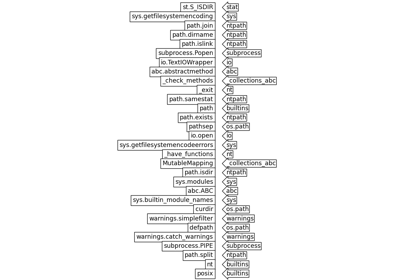 st.S_ISDIR stat
sys.getfilesystemencoding sys
path.join ntpath
path.dirname ntpath
path.islink ntpath
subprocess.Popen subprocess
io.TextIOWrapper io
abc.abstractmethod abc
_check_methods _collections_abc
_exit nt
path.samestat ntpath
path builtins
path.exists ntpath
pathsep os.path
io.open io
sys.getfilesystemencodeerrors sys
_have_functions nt
MutableMapping _collections_abc
path.isdir ntpath
sys.modules sys
abc.ABC abc
sys.builtin_module_names sys
curdir os.path
warnings.simplefilter warnings
defpath os.path
warnings.catch_warnings warnings
subprocess.PIPE subprocess
path.split ntpath
nt builtins
posix builtins